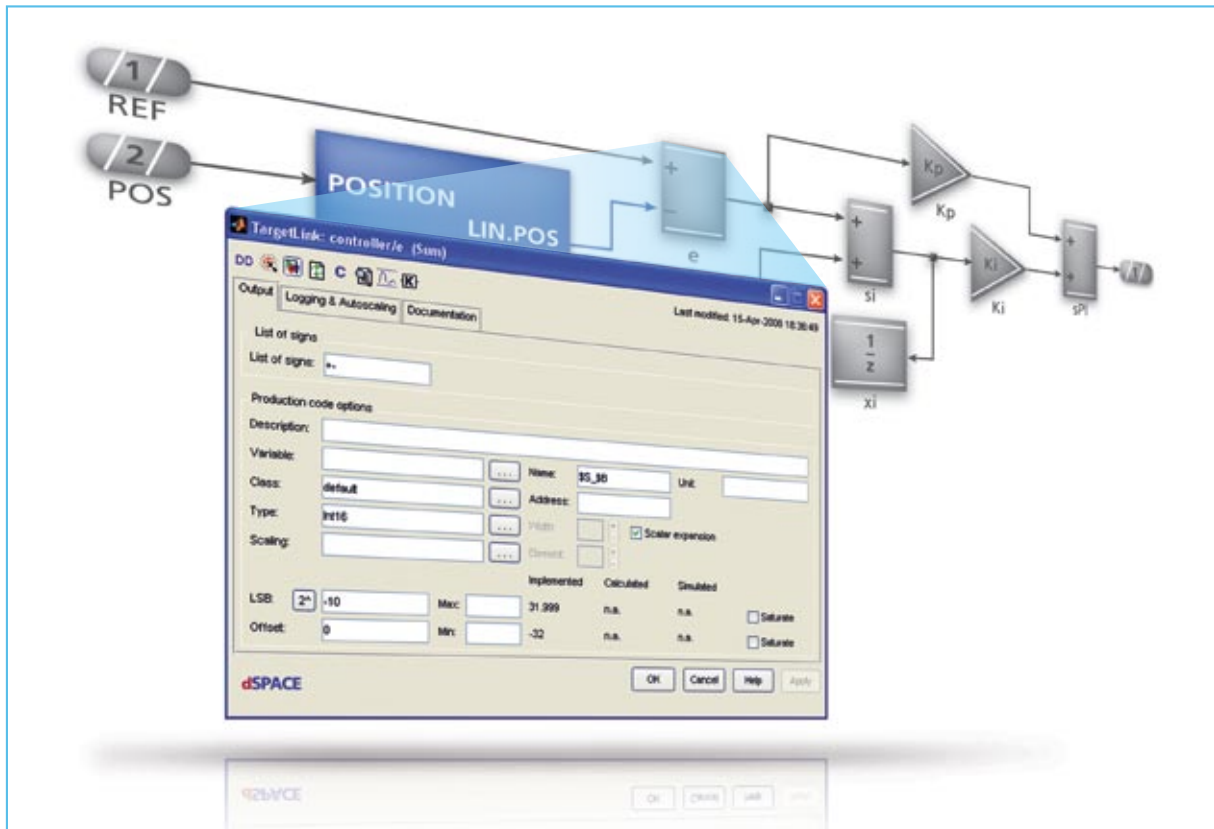 1
REF
2
POS
POSITION
LIN.POS
+
−
e
Kp
Kp
+
+
si
Ki
Ki
+
+
sPI
1
1
z
xi
TargetLink: controller/e (Sum)
DD C {K}
Last modified: 15-Apr-2008 18:36:49
Output Logging & Autoscaling Documentation
List of signs
List of signs: +-
Production code options
Description:
Variable: ... Name: $S_$B Unit:
Class: default ... Address:
Type: Int16 ... Width: Scalar expansion
Scaling: ... Element:
Implemented Calculated Simulated
LSB: 2^ -10 Max: 31.999 n.a. n.a. Saturate
Offset: 0 Min: -32 n.a. n.a. Saturate
dSPACE OK Cancel Help Apply